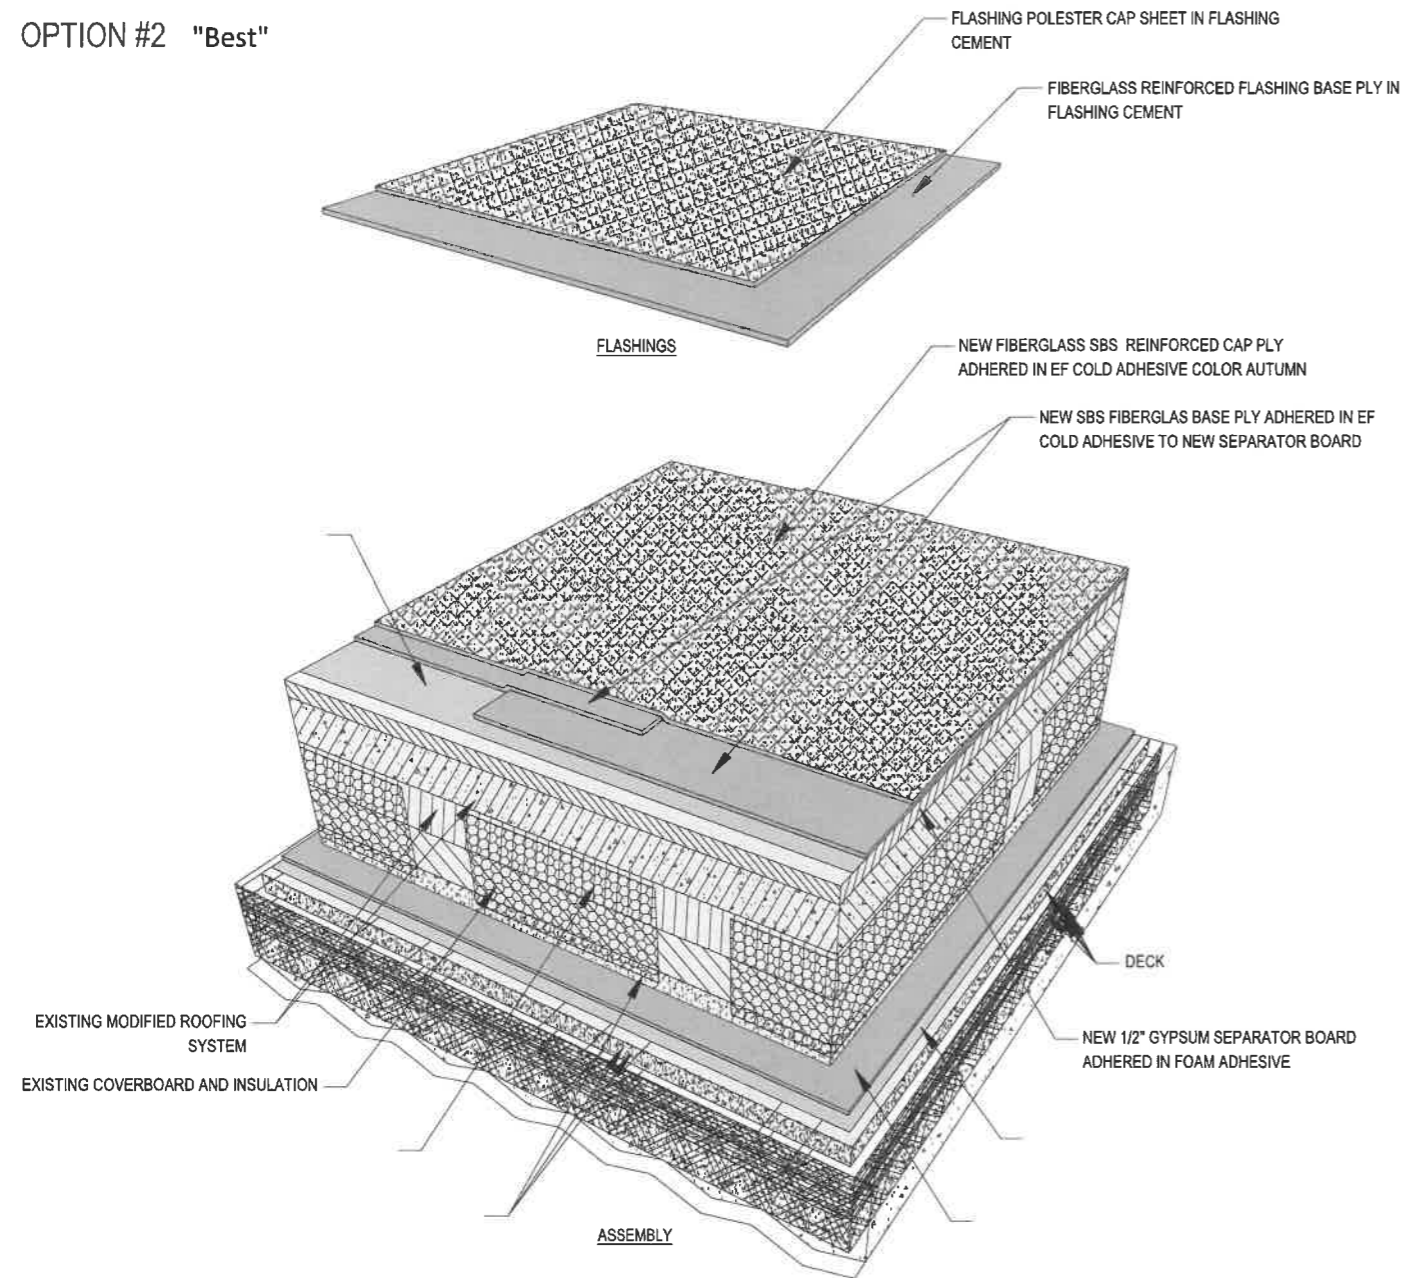 OPTION #2 "Best"
FLASHING POLESTER CAP SHEET IN FLASHING
CEMENT
FIBERGLASS REINFORCED FLASHING BASE PLY IN
FLASHING CEMENT
FLASHINGS
NEW FIBERGLASS SBS REINFORCED CAP PLY
ADHERED IN EF COLD ADHESIVE COLOR AUTUMN
NEW SBS FIBERGLAS BASE PLY ADHERED IN EF
COLD ADHESIVE TO NEW SEPARATOR BOARD
DECK
EXISTING MODIFIED ROOFING
SYSTEM
NEW 1/2" GYPSUM SEPARATOR BOARD
ADHERED IN FOAM ADHESIVE
EXISTING COVERBOARD AND INSULATION
ASSEMBLY